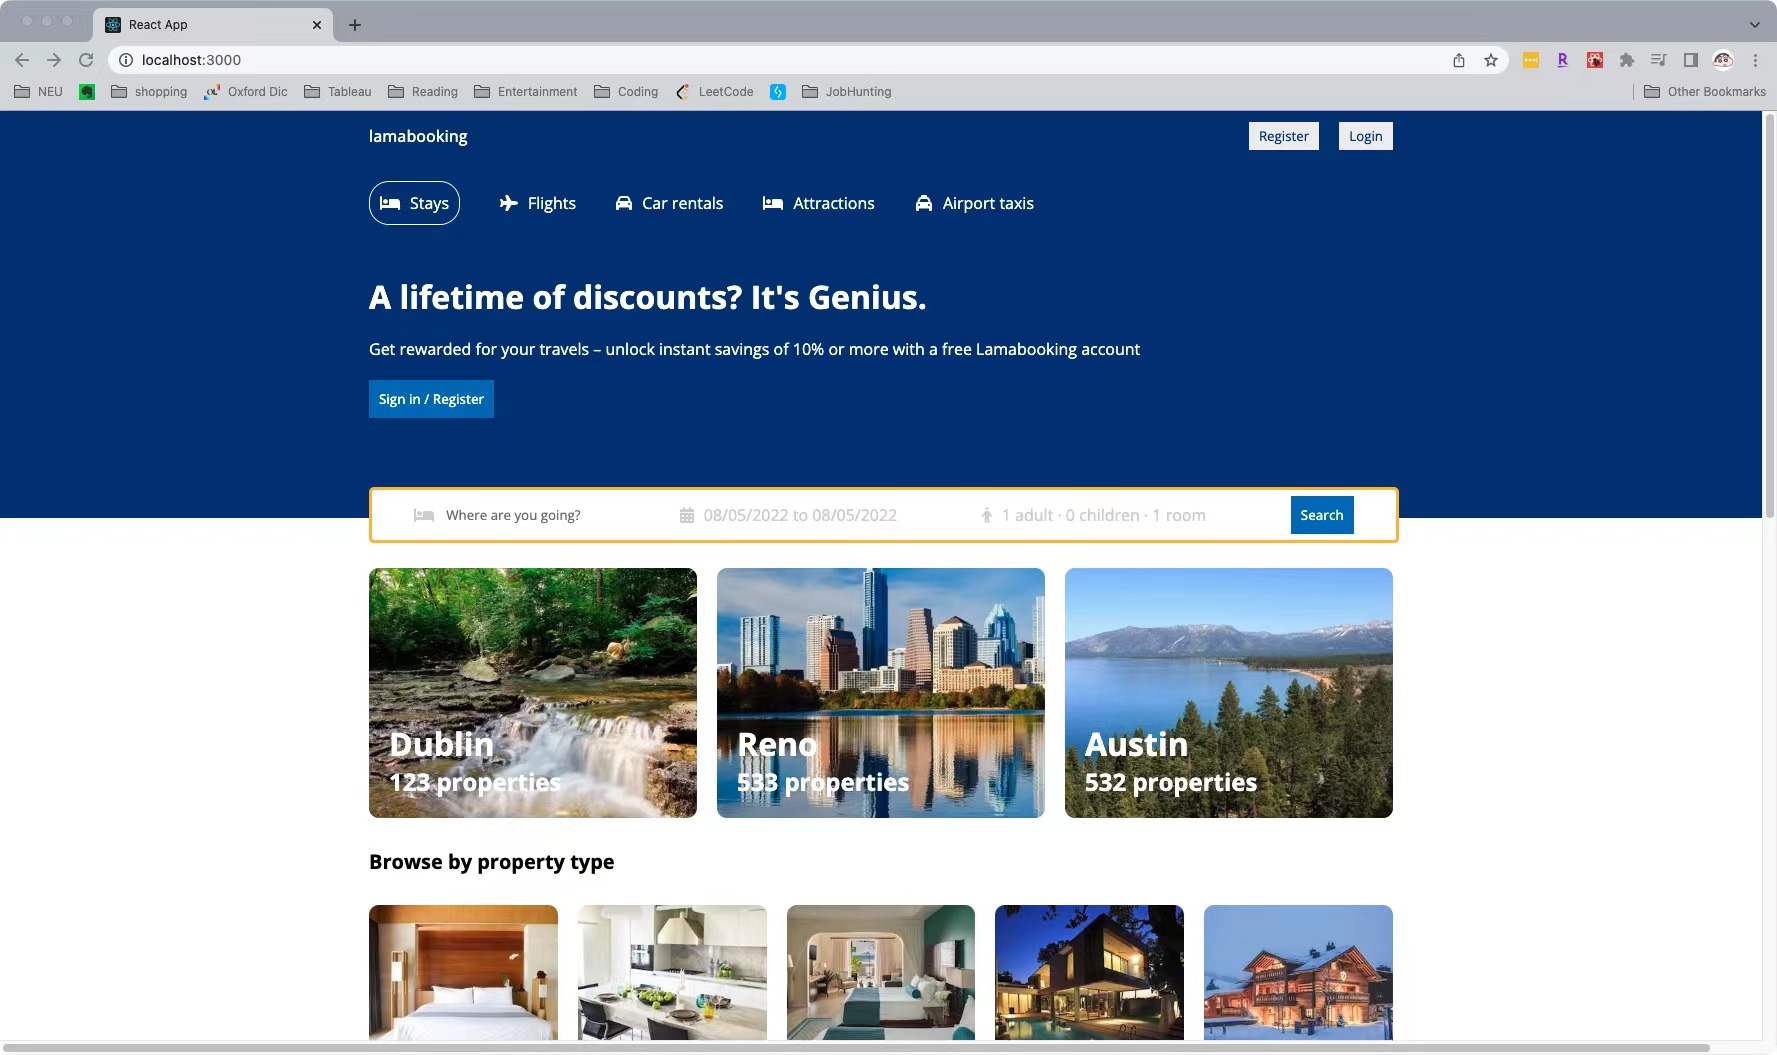 React App
localhost:3000
NEU shopping Oxford Dic Tableau Reading Entertainment Coding LeetCode JobHunting Other Bookmarks
lamabooking Register Login
Stays Flights Car rentals Attractions Airport taxis
A lifetime of discounts? It's Genius.
Get rewarded for your travels – unlock instant savings of 10% or more with a free Lamabooking account
Sign in / Register
Where are you going? 08/05/2022 to 08/05/2022 1 adult · 0 children · 1 room Search
Dublin
123 properties
Reno
533 properties
Austin
532 properties
Browse by property type